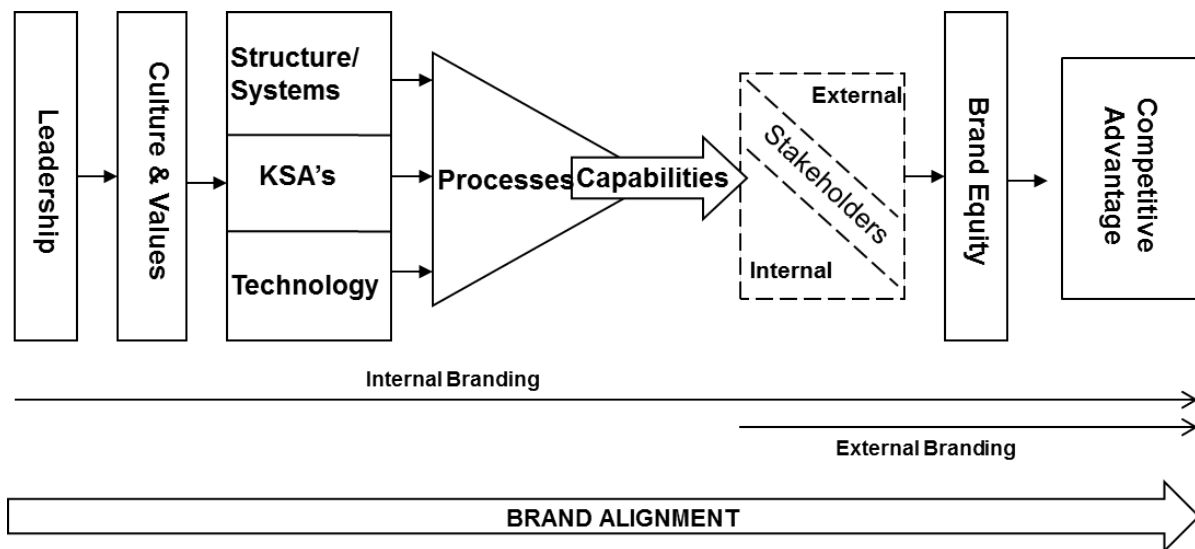 Leadership
Culture & Values
Structure/
Systems
KSA's
Technology
Processes
Capabilities
External
Stakeholders
Internal
Brand Equity
Competitive
Advantage
Internal Branding
External Branding
BRAND ALIGNMENT